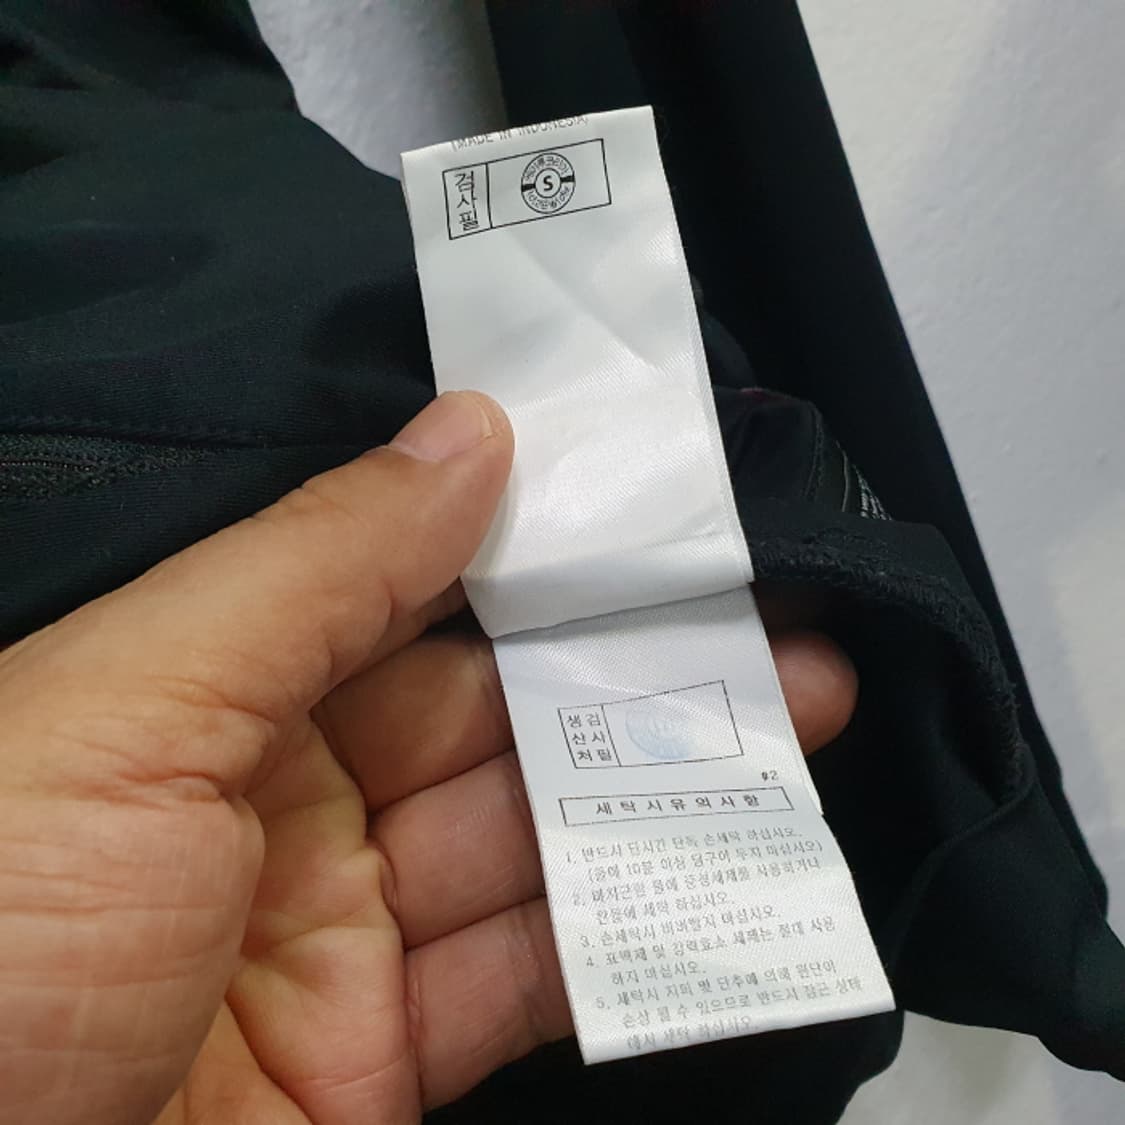 (MADE IN INDONESIA)
검사필
S
생산처 검사필
#2
세탁시유의사항
1. 반드시 단시간 단독 손세탁 하십시오.
(물에 10분 이상 담구어 두지 마십시오)
2. 미지근한 물에 중성세제를 사용하거나
찬물에 세탁 하십시오.
3. 손세탁시 비벼빨지 마십시오.
4. 표백제 및 강력효소 세제는 절대 사용
하지 마십시오.
5. 세탁시 지퍼 및 단추에 의해 원단이
손상 될 수 있으므로 반드시 잠근 상태
에서 세탁 하십시오